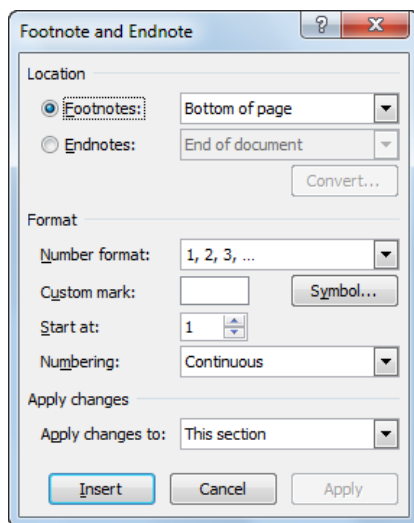 Footnote and Endnote
Location
Footnotes: Bottom of page
Endnotes: End of document
Convert...
Format
Number format: 1, 2, 3, ...
Custom mark: Symbol...
Start at: 1
Numbering: Continuous
Apply changes
Apply changes to: This section
Insert Cancel Apply